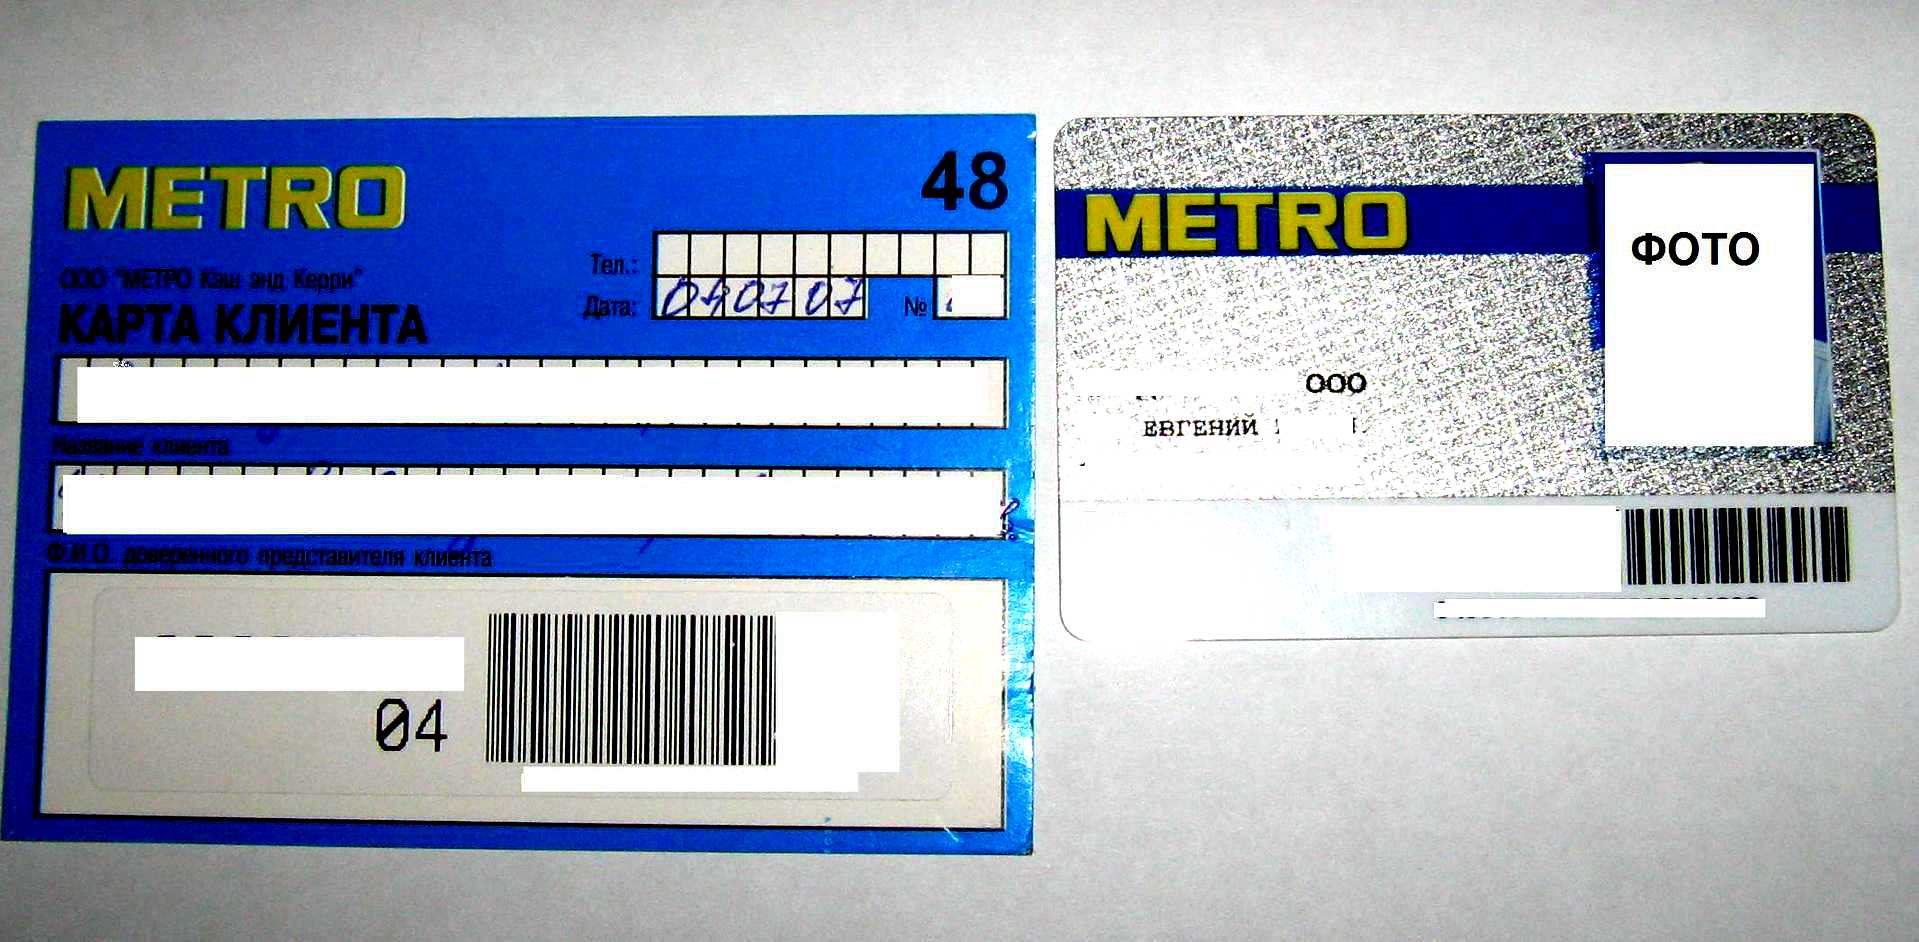 METRO
48
ООО "МЕТРО Кэш энд Керри"
Тел.:
КАРТА КЛИЕНТА
Дата: 040707 №
Название клиента
Ф.И.О. доверенного представителя клиента
04
METRO
ФОТО
ООО
ЕВГЕНИЙ